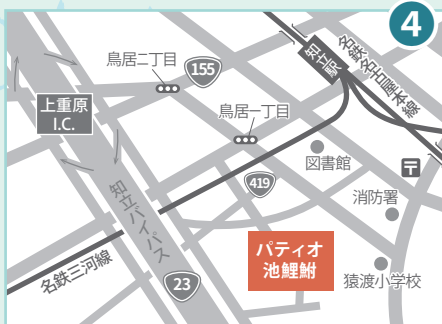 4
鳥居二丁目
155
知立駅
名鉄名古屋本線
上重原
I.C.
鳥居一丁目
図書館
419
消防署
知立バイパス
パティオ
池鯉鮒
名鉄三河線
23
猿渡小学校